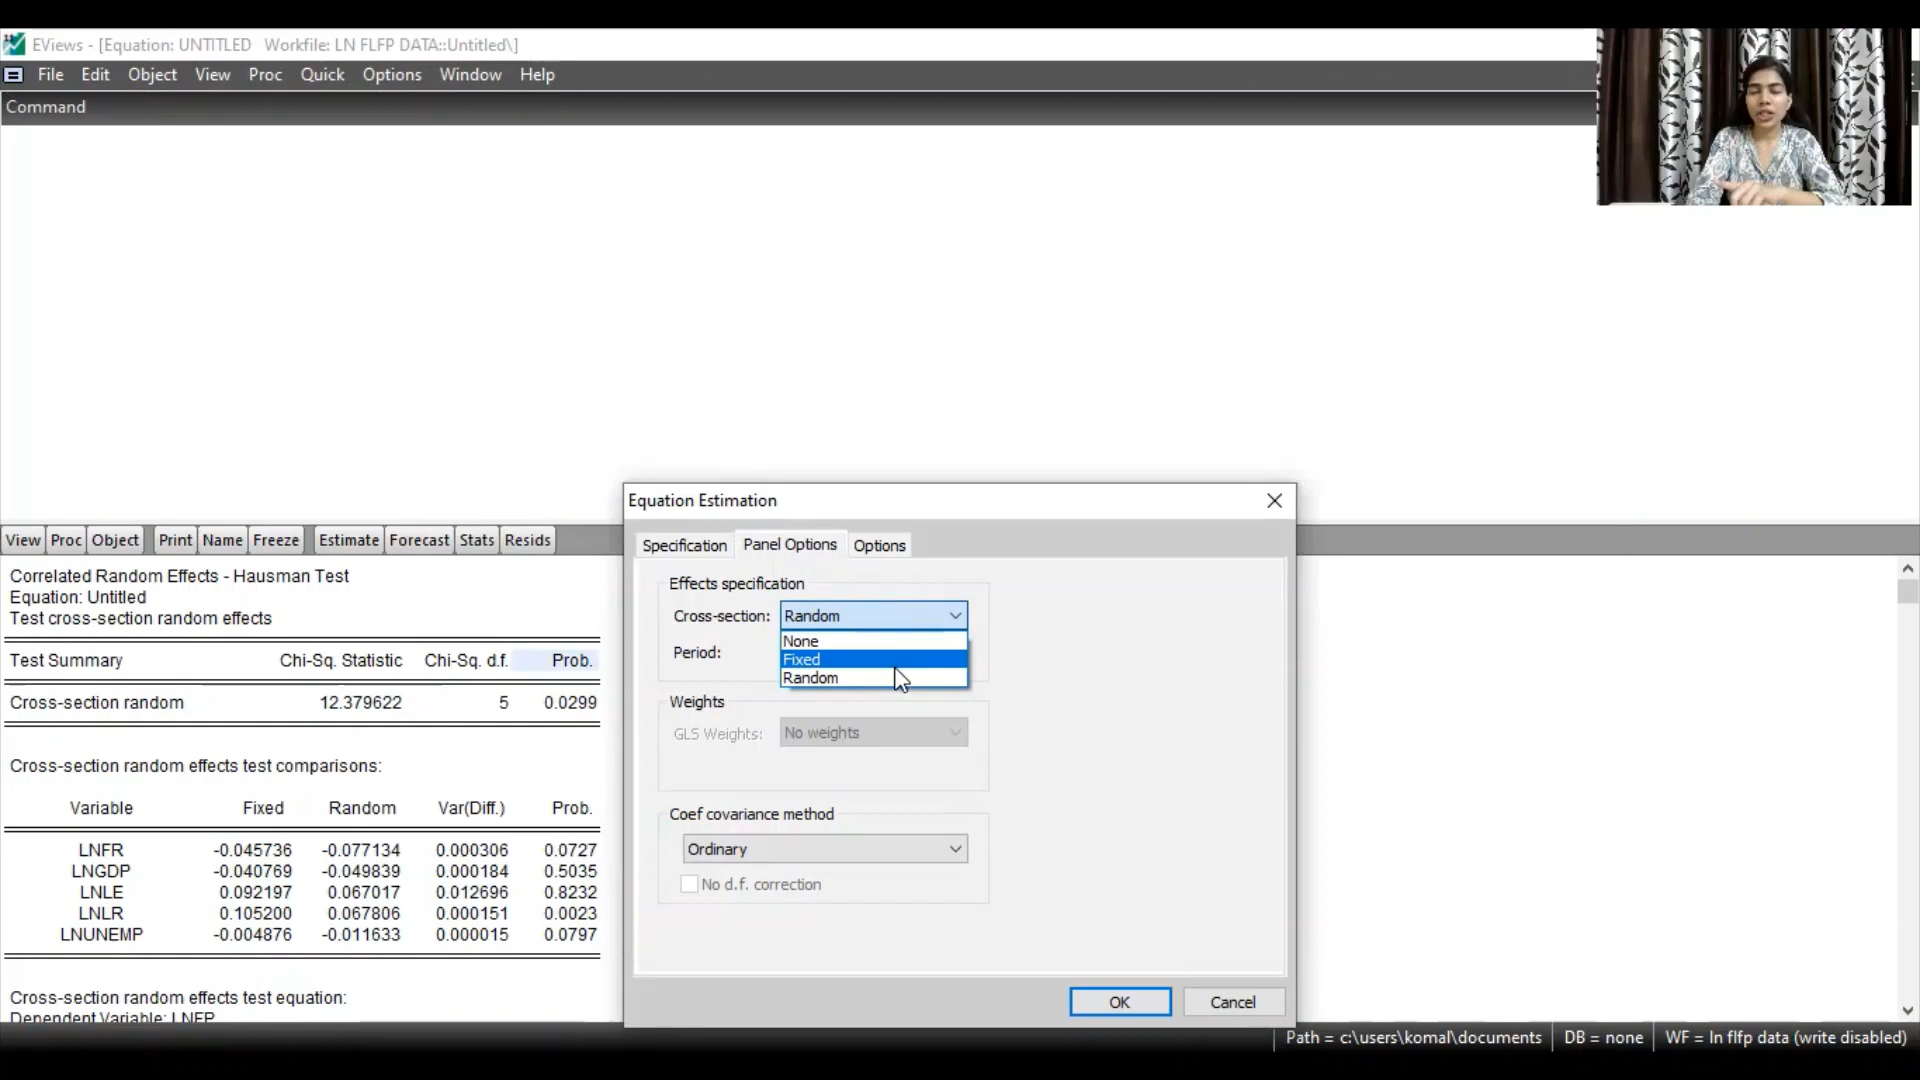 EViews - [Equation: UNTITLED   Workfile: LN FLFP DATA::Untitled\]
File Edit Object View Proc Quick Options Window Help
Command
View Proc Object Print Name Freeze Estimate Forecast Stats Resids
Correlated Random Effects - Hausman Test
Equation: Untitled
Test cross-section random effects
Test Summary Chi-Sq. Statistic Chi-Sq. d.f. Prob.
Cross-section random 12.379622 5 0.0299
Cross-section random effects test comparisons:
Variable Fixed Random Var(Diff.) Prob.
LNFR -0.045736 -0.077134 0.000306 0.0727
LNGDP -0.040769 -0.049839 0.000184 0.5035
LNLE 0.092197 0.067017 0.012696 0.8232
LNLR 0.105200 0.067806 0.000151 0.0023
LNUNEMP -0.004876 -0.011633 0.000015 0.0797
Cross-section random effects test equation:
Dependent Variable: LNFP
Equation Estimation
Specification Panel Options Options
Effects specification
Cross-section: Random
None
Fixed
Random
Period:
Weights
GLS Weights: No weights
Coef covariance method
Ordinary
No d.f. correction
OK Cancel
Path = c:\users\komal\documents DB = none WF = ln flfp data (write disabled)